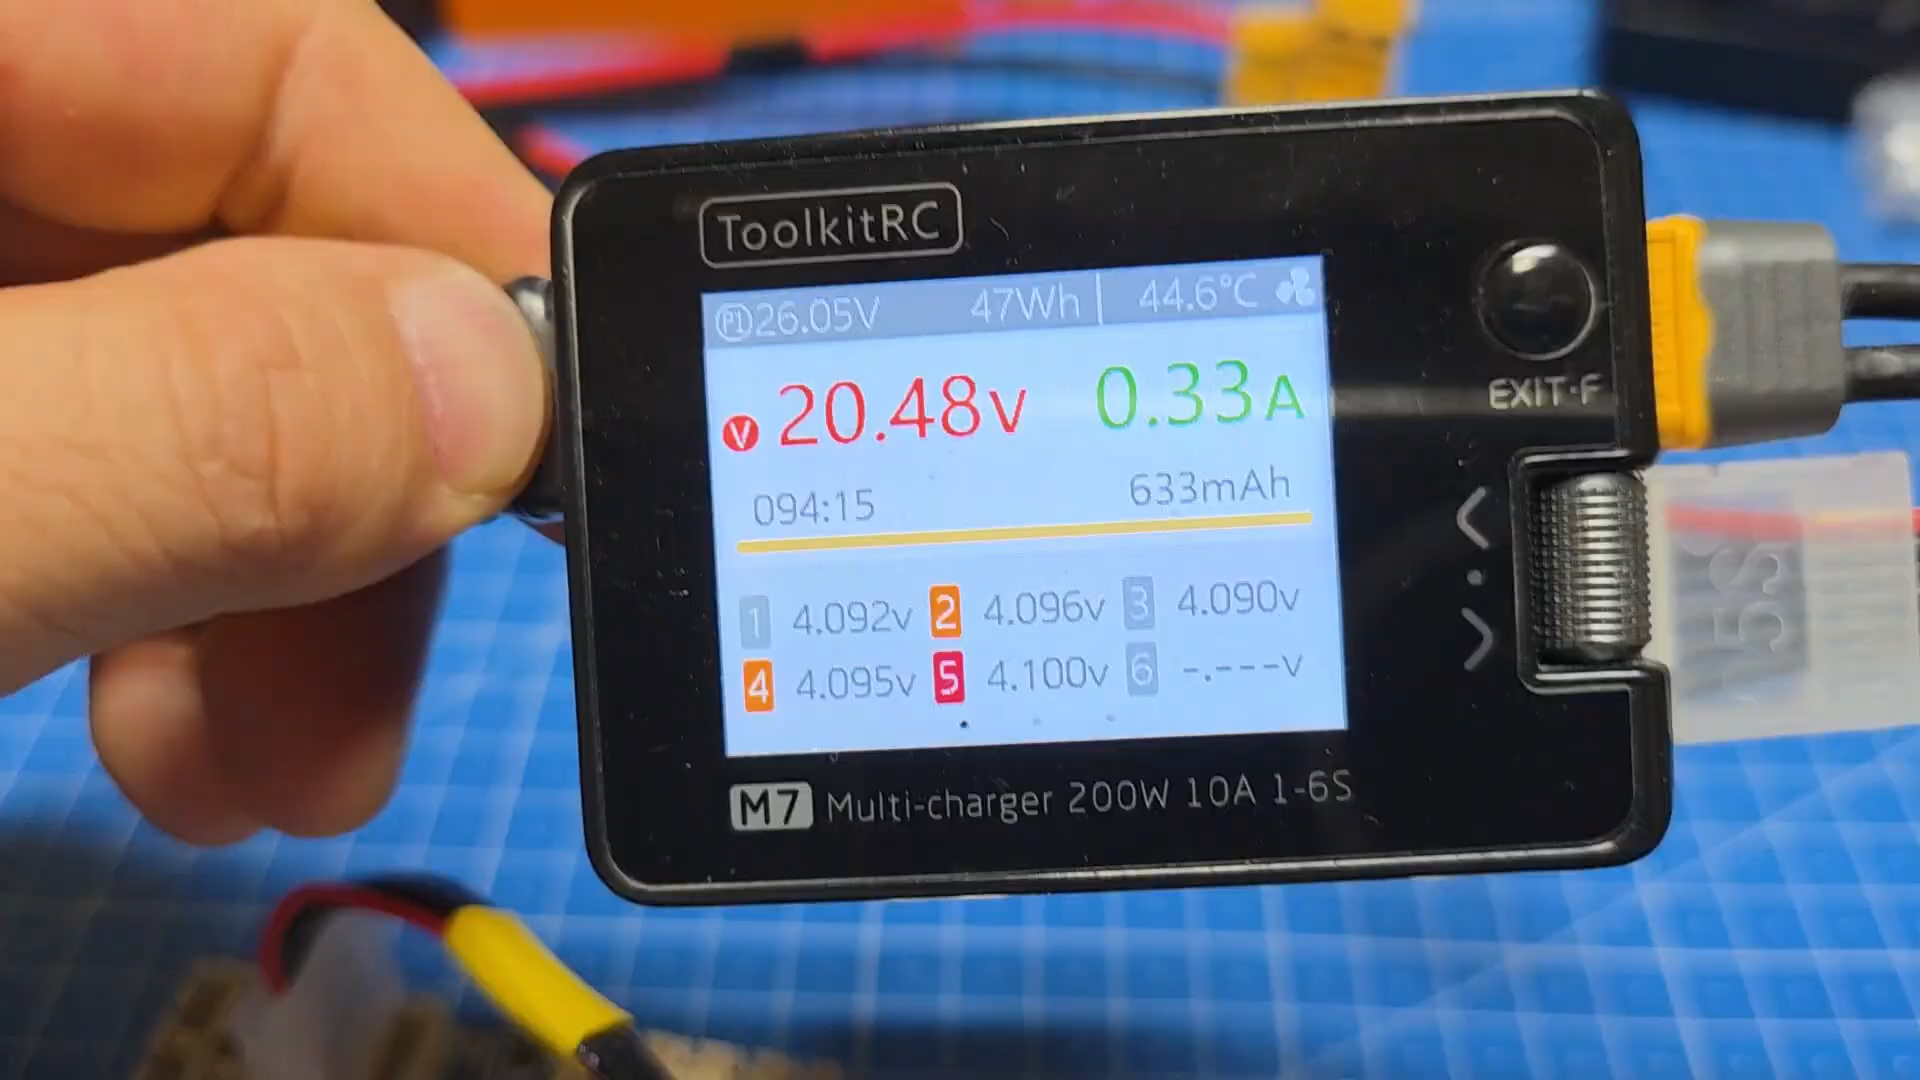 ToolkitRC
P1 26.05V 47Wh 44.6°C
V 20.48V 0.33A
EXIT·F
094:15 633mAh
1 4.092v 2 4.096v 3 4.090v
4 4.095v 5 4.100v 6 -.---v
5S
M7 Multi-charger 200W 10A 1-6S